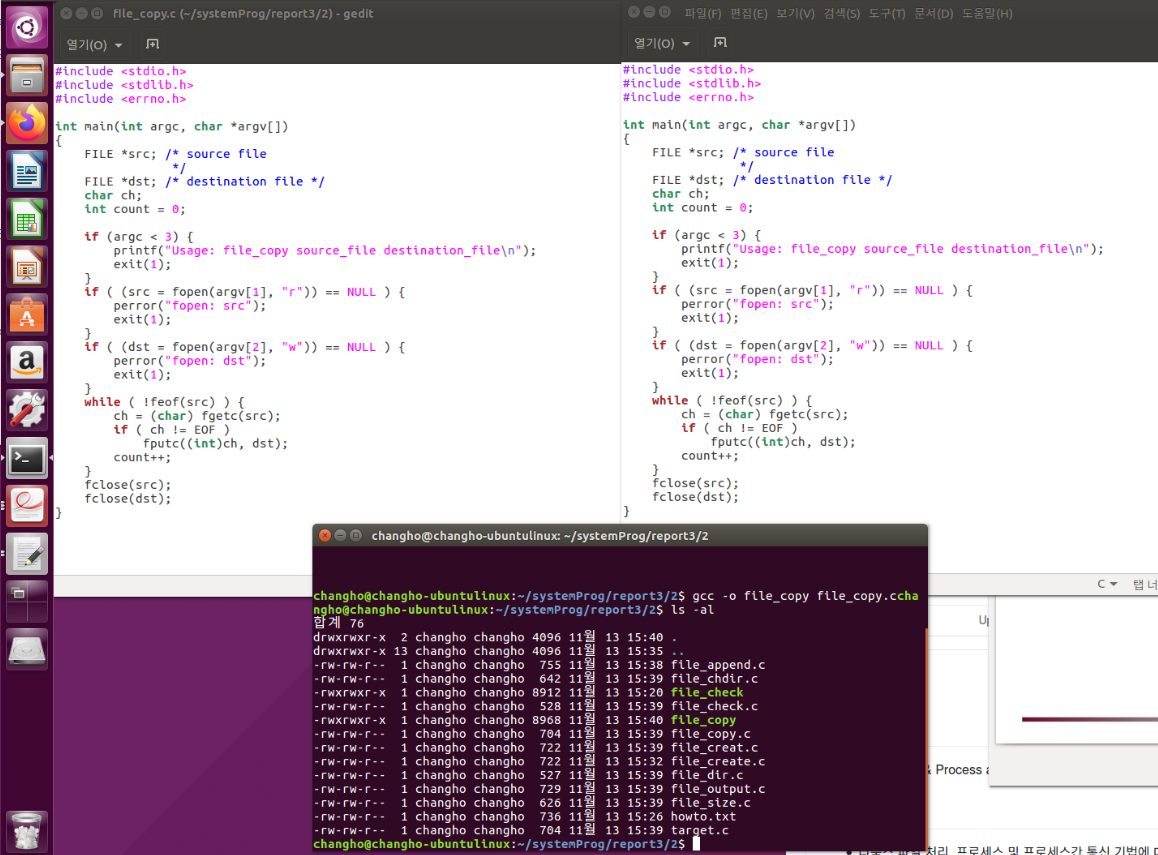 file_copy.c (~/systemProg/report3/2) - gedit
열기(O)
#include <stdio.h>
#include <stdlib.h>
#include <errno.h>
int main(int argc, char *argv[])
{
    FILE *src; /* source file
                */
    FILE *dst; /* destination file */
    char ch;
    int count = 0;
    if (argc < 3) {
        printf("Usage: file_copy source_file destination_file\n");
        exit(1);
    }
    if ( (src = fopen(argv[1], "r")) == NULL ) {
        perror("fopen: src");
        exit(1);
    }
    if ( (dst = fopen(argv[2], "w")) == NULL ) {
        perror("fopen: dst");
        exit(1);
    }
    while ( !feof(src) ) {
        ch = (char) fgetc(src);
        if ( ch != EOF )
            fputc((int)ch, dst);
        count++;
    }
    fclose(src);
    fclose(dst);
}
파일(F) 편집(E) 보기(V) 검색(S) 도구(T) 문서(D) 도움말(H)
열기(O)
#include <stdio.h>
#include <stdlib.h>
#include <errno.h>
int main(int argc, char *argv[])
{
    FILE *src; /* source file
                */
    FILE *dst; /* destination file */
    char ch;
    int count = 0;
    if (argc < 3) {
        printf("Usage: file_copy source_file destination_file\n");
        exit(1);
    }
    if ( (src = fopen(argv[1], "r")) == NULL ) {
        perror("fopen: src");
        exit(1);
    }
    if ( (dst = fopen(argv[2], "w")) == NULL ) {
        perror("fopen: dst");
        exit(1);
    }
    while ( !feof(src) ) {
        ch = (char) fgetc(src);
        if ( ch != EOF )
            fputc((int)ch, dst);
        count++;
    }
    fclose(src);
    fclose(dst);
}
C
탭 너
changho@changho-ubuntulinux: ~/systemProg/report3/2
changho@changho-ubuntulinux:~/systemProg/report3/2$ gcc -o file_copy file_copy.ccha
ngho@changho-ubuntulinux:~/systemProg/report3/2$ ls -al
합계 76
drwxrwxr-x  2 changho changho 4096 11월 13 15:40 .
drwxrwxr-x 13 changho changho 4096 11월 13 15:35 ..
-rw-rw-r--  1 changho changho  755 11월 13 15:38 file_append.c
-rw-rw-r--  1 changho changho  642 11월 13 15:39 file_chdir.c
-rwxrwxr-x  1 changho changho 8912 11월 13 15:20 file_check
-rw-rw-r--  1 changho changho  528 11월 13 15:39 file_check.c
-rwxrwxr-x  1 changho changho 8968 11월 13 15:40 file_copy
-rw-rw-r--  1 changho changho  704 11월 13 15:39 file_copy.c
-rw-rw-r--  1 changho changho  722 11월 13 15:39 file_creat.c
-rw-rw-r--  1 changho changho  722 11월 13 15:32 file_create.c
-rw-rw-r--  1 changho changho  527 11월 13 15:39 file_dir.c
-rw-rw-r--  1 changho changho  729 11월 13 15:39 file_output.c
-rw-rw-r--  1 changho changho  626 11월 13 15:39 file_size.c
-rw-rw-r--  1 changho changho  736 11월 13 15:26 howto.txt
-rw-rw-r--  1 changho changho  704 11월 13 15:39 target.c
changho@changho-ubuntulinux:~/systemProg/report3/2$
Up
& Process a
처리, 프로세스 및 프로세스간 통신 기법에